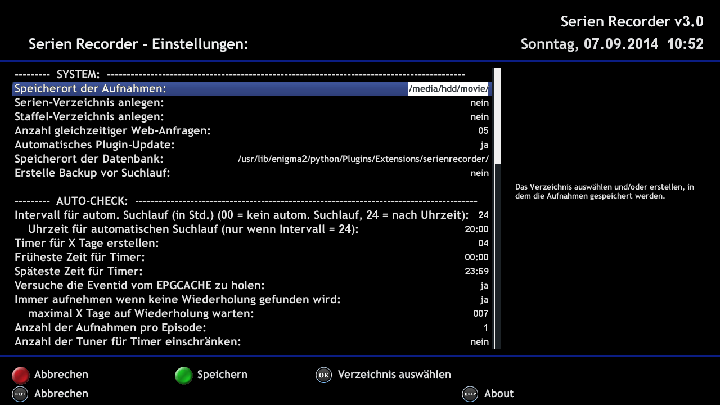 Serien Recorder v3.0
Serien Recorder - Einstellungen:
Sonntag, 07.09.2014 10:52
--------- SYSTEM: ---------
Speicherort der Aufnahmen: /media/hdd/movie/
Serien-Verzeichnis anlegen: nein
Staffel-Verzeichnis anlegen: nein
Anzahl gleichzeitiger Web-Anfragen: 05
Automatisches Plugin-Update: ja
Speicherort der Datenbank: /usr/lib/enigma2/python/Plugins/Extensions/serienrecorder/
Erstelle Backup vor Suchlauf: nein
--------- AUTO-CHECK: ---------
Intervall für autom. Suchlauf (in Std.) (00 = kein autom. Suchlauf, 24 = nach Uhrzeit): 24
Uhrzeit für automatischen Suchlauf (nur wenn Intervall = 24): 20:00
Timer für X Tage erstellen: 04
Früheste Zeit für Timer: 00:00
Späteste Zeit für Timer: 23:59
Versuche die Eventid vom EPGCACHE zu holen: ja
Immer aufnehmen wenn keine Wiederholung gefunden wird: ja
maximal X Tage auf Wiederholung warten: 007
Anzahl der Aufnahmen pro Episode: 1
Anzahl der Tuner für Timer einschränken: nein
Das Verzeichnis auswählen und/oder erstellen, in
dem die Aufnahmen gespeichert werden.
Abbrechen Speichern OK Verzeichnis auswählen
Abbrechen About